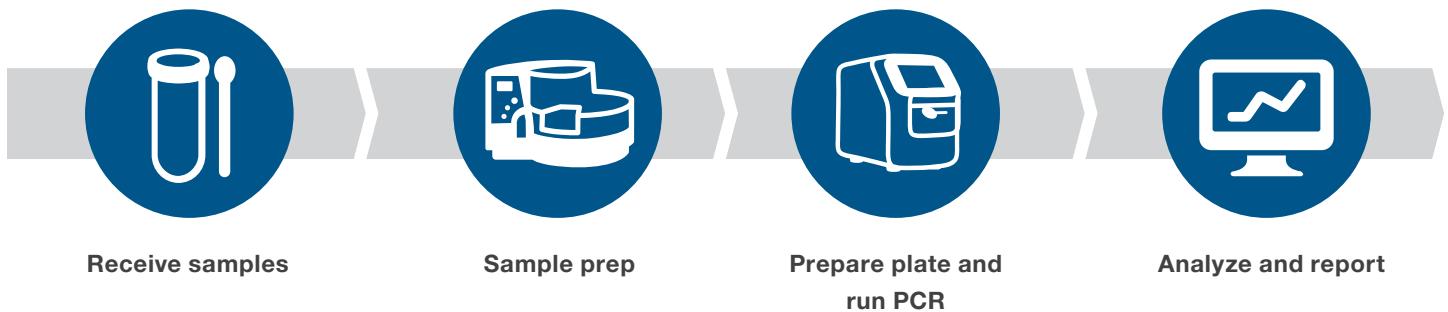 Receive samples
Sample prep
Prepare plate and
run PCR
Analyze and report